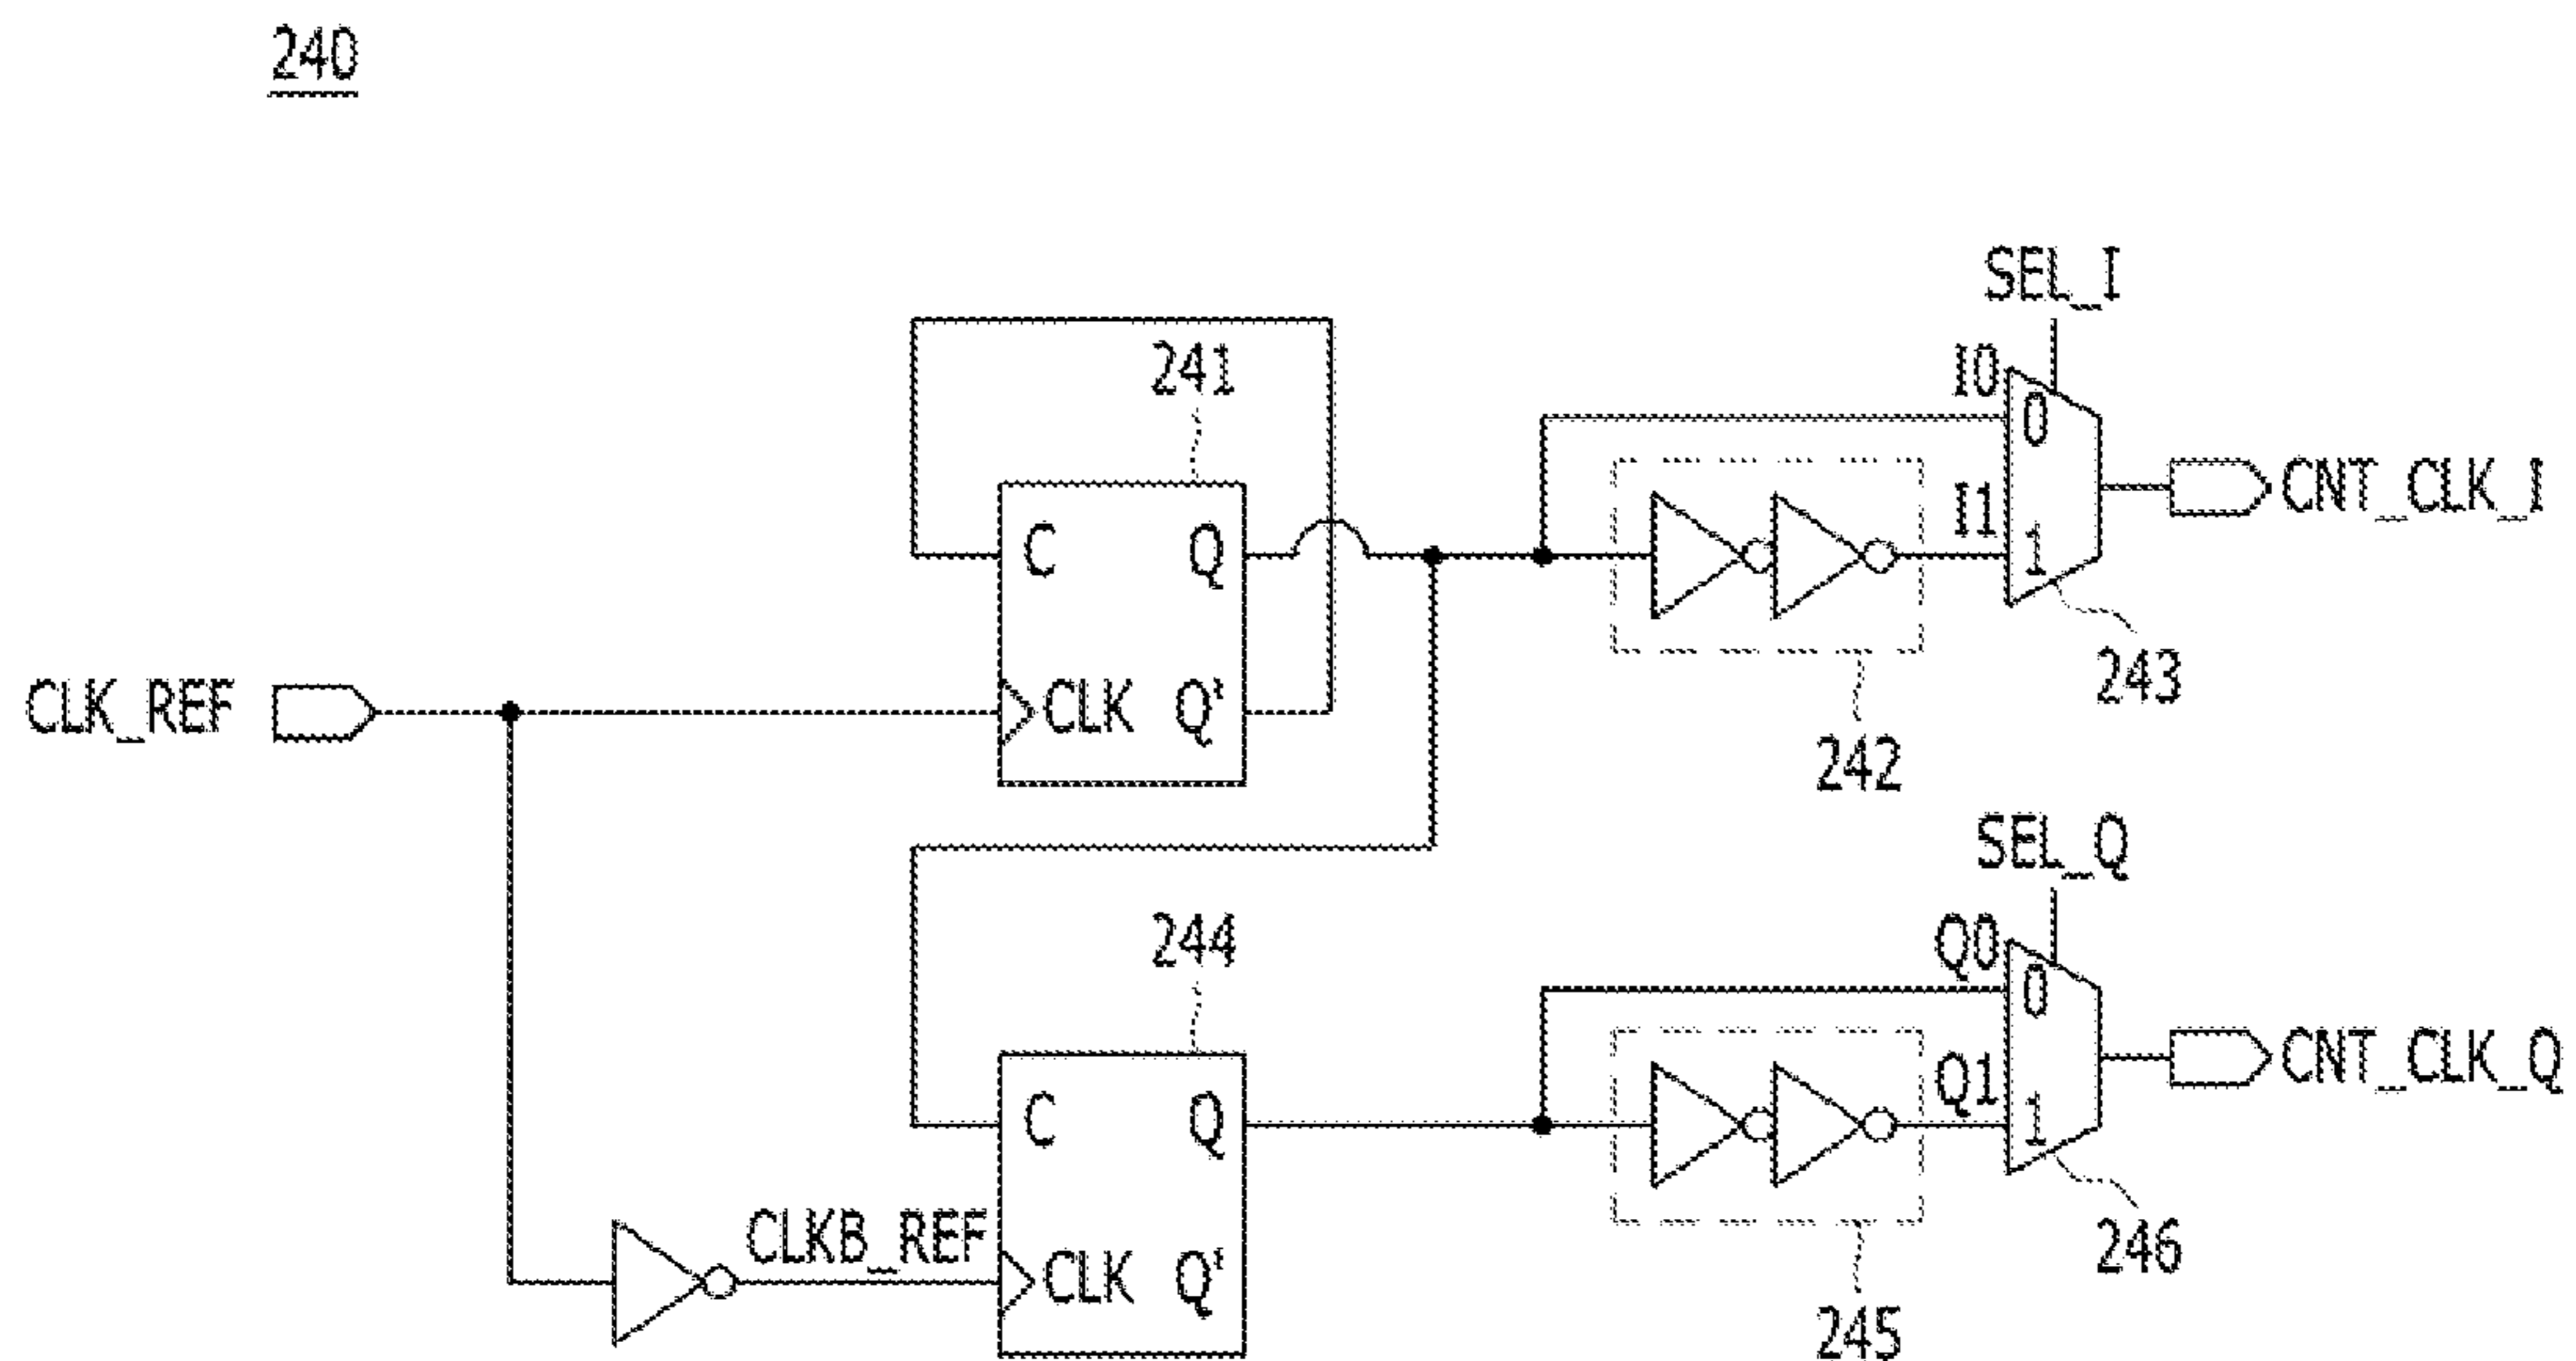 240
SEL_I
241
I0
0
C
Q
I1
1
CNT_CLK_I
CLK_REF
CLK
Q'
242
243
SEL_Q
244
Q0
0
C
Q
Q1
1
CNT_CLK_Q
CLKB_REF
CLK
Q'
245
246